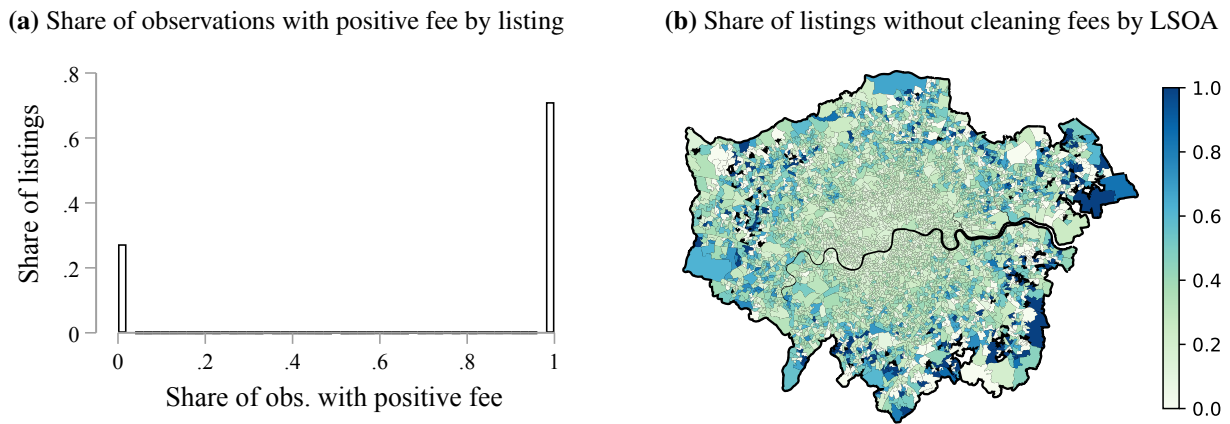 (a) Share of observations with positive fee by listing
Share of listings
.8
.6
.4
.2
0
0 .2 .4 .6 .8 1
Share of obs. with positive fee
(b) Share of listings without cleaning fees by LSOA
1.0
0.8
0.6
0.4
0.2
0.0